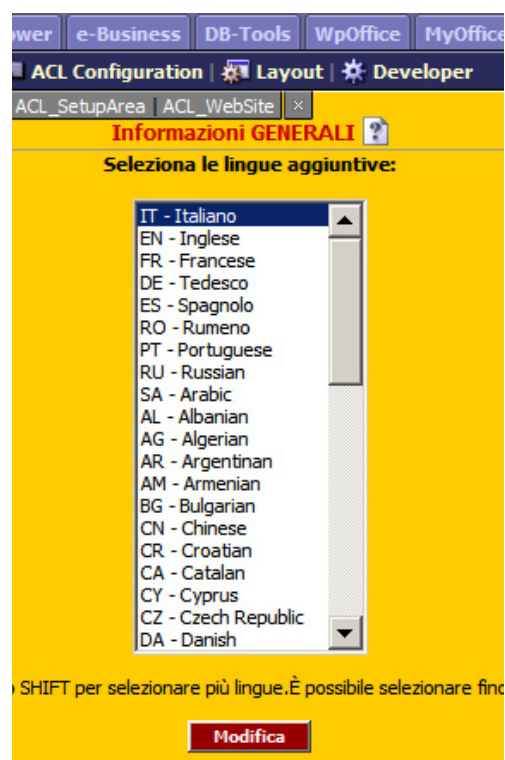 e-Business DB-Tools WpOffice MyOffice
ACL Configuration | Layout | Developer
ACL_SetupArea | ACL_WebSite ×
Informazioni GENERALI ?
Seleziona le lingue aggiuntive:
IT - Italiano
EN - Inglese
FR - Francese
DE - Tedesco
ES - Spagnolo
RO - Rumeno
PT - Portuguese
RU - Russian
SA - Arabic
AL - Albanian
AG - Algerian
AR - Argentinan
AM - Armenian
BG - Bulgarian
CN - Chinese
CR - Croatian
CA - Catalan
CY - Cyprus
CZ - Czech Republic
DA - Danish
SHIFT per selezionare più lingue.È possibile selezionare fino
Modifica